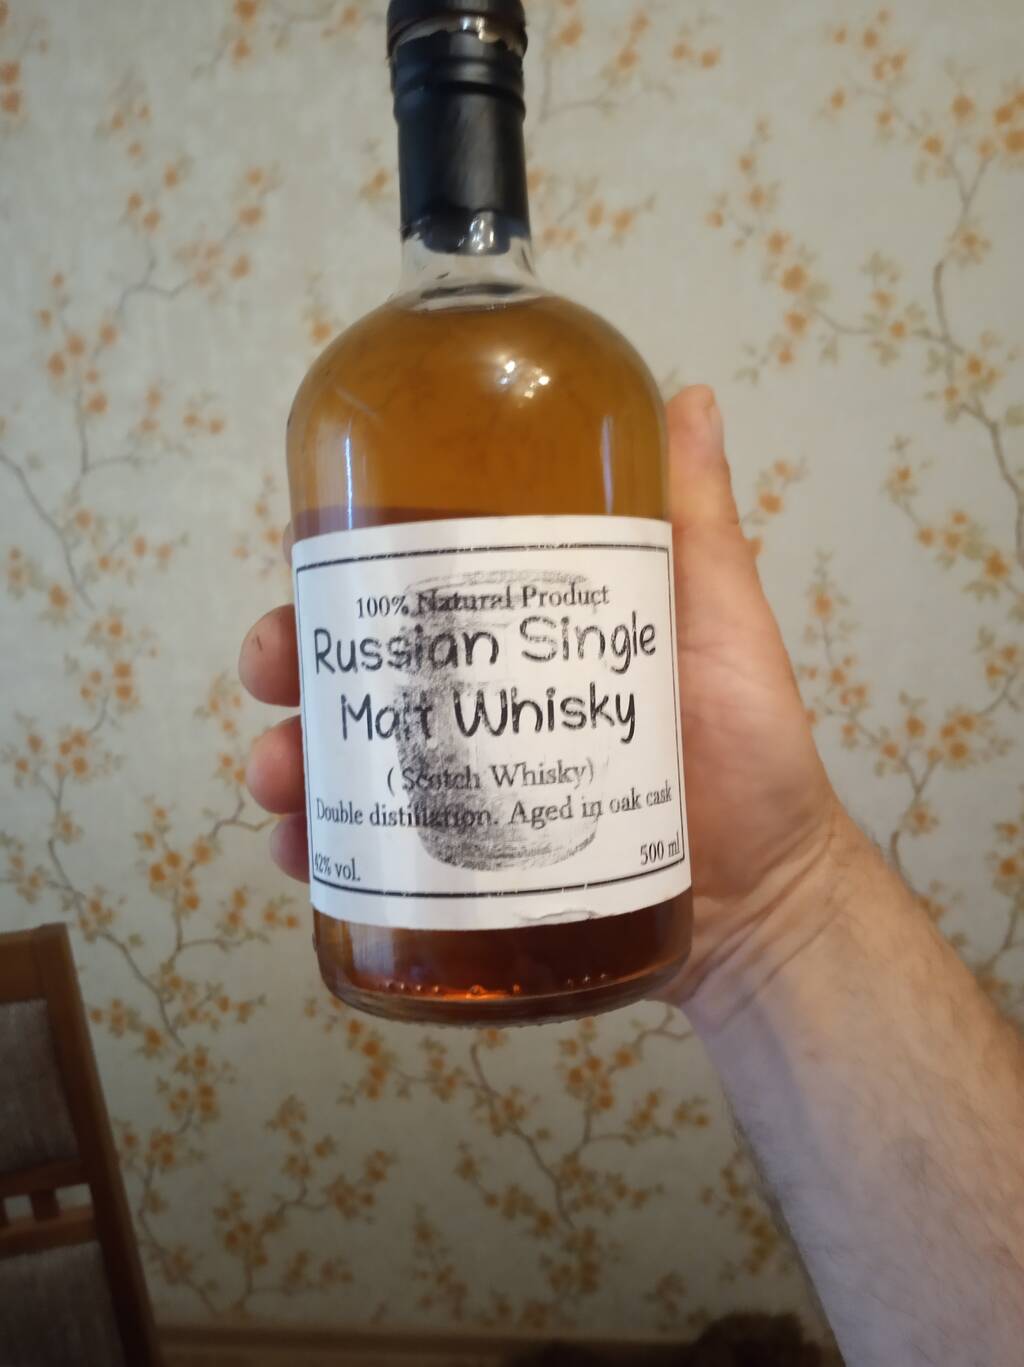 100% Natural Product
Russian Single
Malt Whisky
( Scotch Whisky)
Double distillation. Aged in oak cask
42% vol.
500 ml